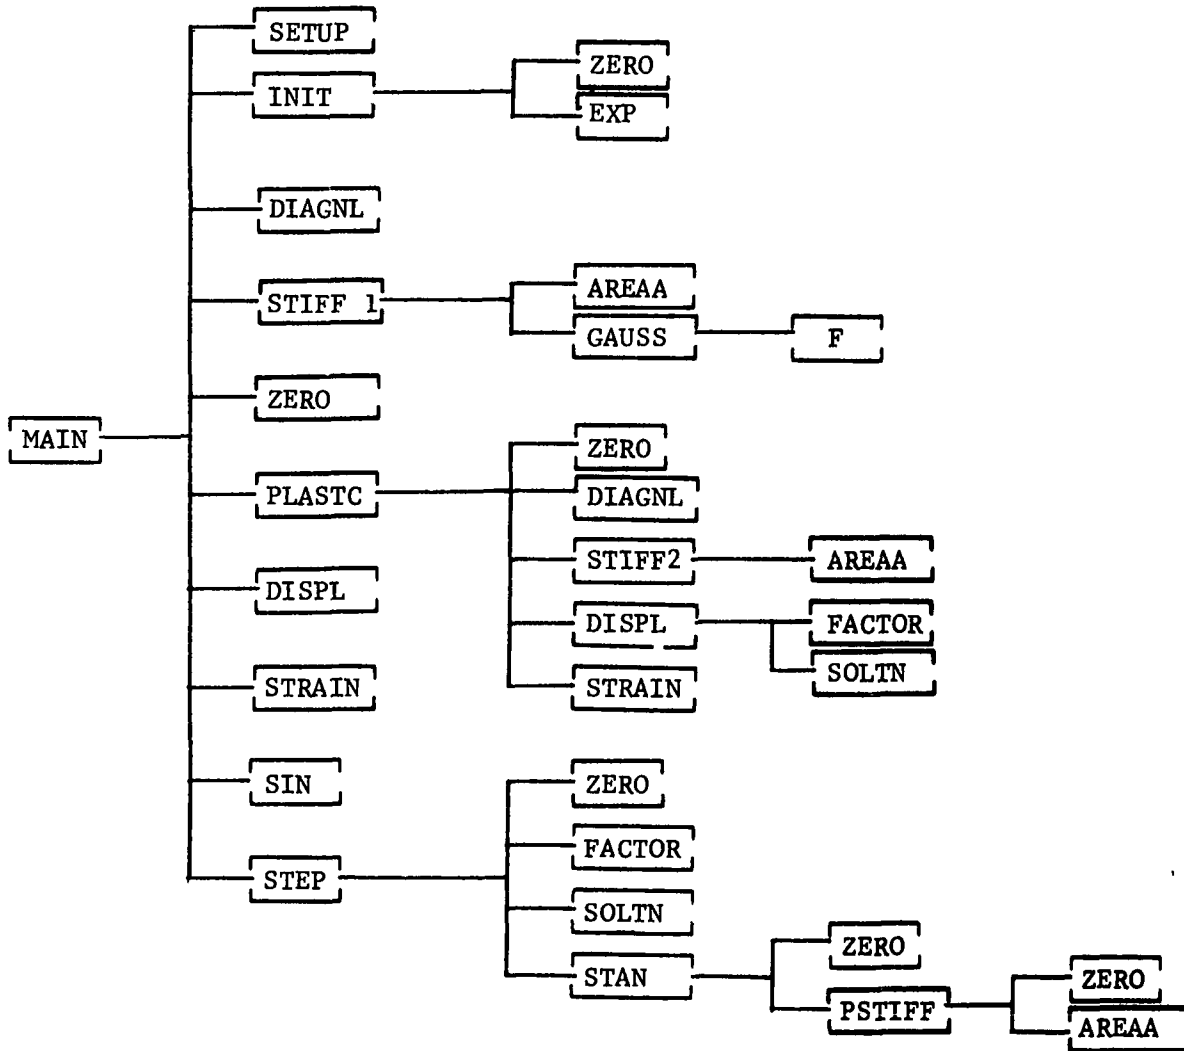 SETUP
INIT
ZERO
EXP
DIAGNL
STIFF 1
AREAA
GAUSS
F
ZERO
MAIN
PLASTC
ZERO
DIAGNL
STIFF2
AREAA
DISPL
DISPL
FACTOR
SOLTN
STRAIN
STRAIN
SIN
STEP
ZERO
FACTOR
SOLTN
STAN
ZERO
PSTIFF
ZERO
AREAA